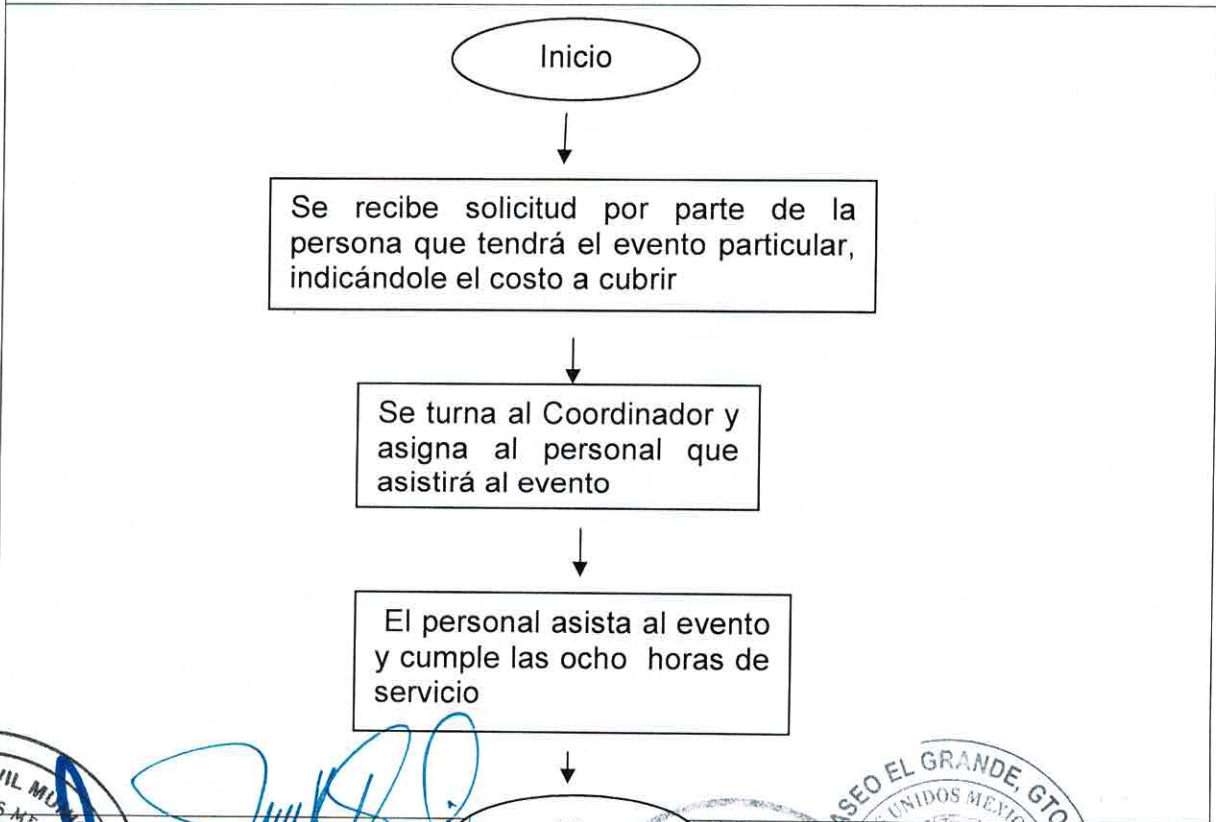 Inicio
Se recibe solicitud por parte de la
persona que tendrá el evento particular,
indicándole el costo a cubrir
Se turna al Coordinador y
asigna al personal que
asistirá al evento
El personal asista al evento
y cumple las ocho horas de
servicio
EL GRANDE, GTO
UNIDOS